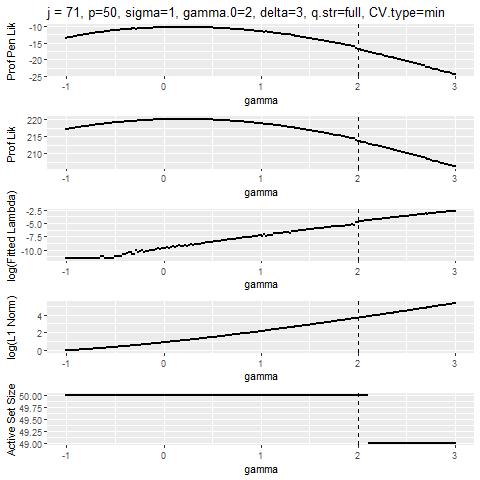 j = 71, p=50, sigma=1, gamma.0=2, delta=3, q.str=full, CV.type=min
Prof Pen Lik
-10
-15
-20
-25
-1 0 1 2 3
gamma
Prof Lik
220
215
210
-1 0 1 2 3
gamma
log(Fitted Lambda)
-2.5
-5.0
-7.5
-10.0
-1 0 1 2 3
gamma
log(L1 Norm)
4
2
0
-1 0 1 2 3
gamma
Active Set Size
50.00
49.75
49.50
49.25
49.00
-1 0 1 2 3
gamma